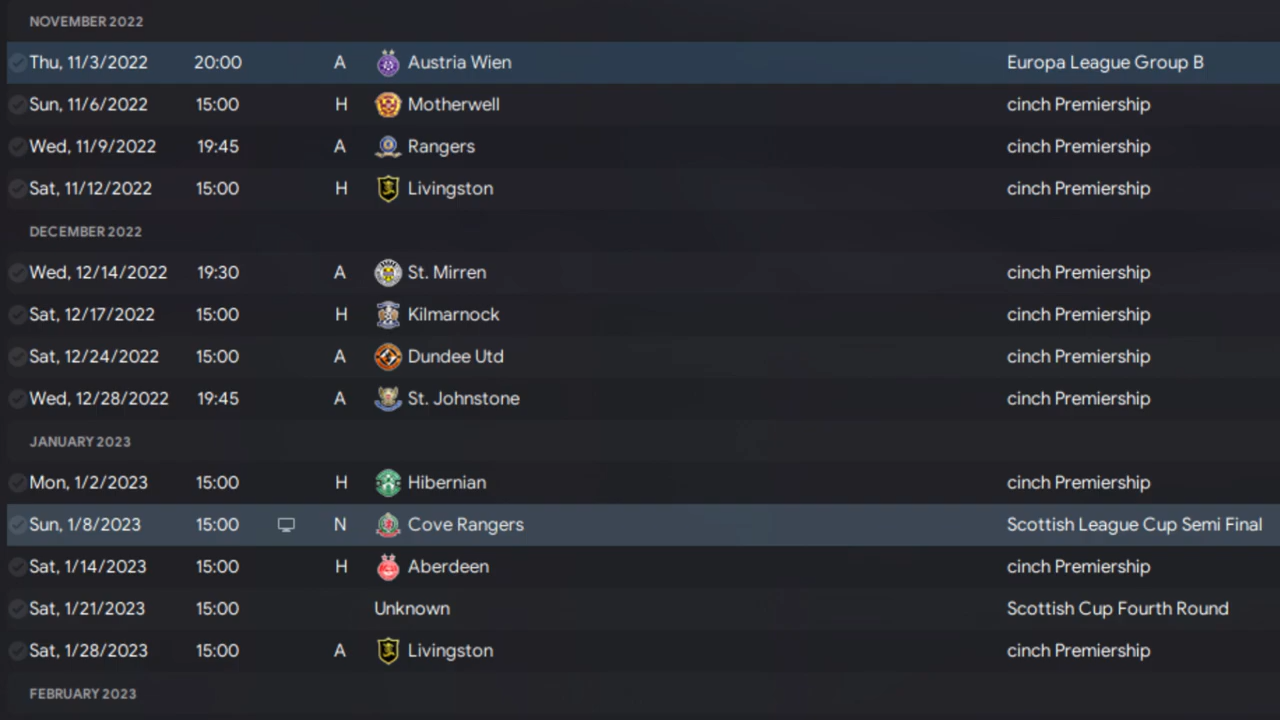 NOVEMBER 2022
Thu, 11/3/2022 20:00 A Austria Wien Europa League Group B
Sun, 11/6/2022 15:00 H Motherwell cinch Premiership
Wed, 11/9/2022 19:45 A Rangers cinch Premiership
Sat, 11/12/2022 15:00 H Livingston cinch Premiership
DECEMBER 2022
Wed, 12/14/2022 19:30 A St. Mirren cinch Premiership
Sat, 12/17/2022 15:00 H Kilmarnock cinch Premiership
Sat, 12/24/2022 15:00 A Dundee Utd cinch Premiership
Wed, 12/28/2022 19:45 A St. Johnstone cinch Premiership
JANUARY 2023
Mon, 1/2/2023 15:00 H Hibernian cinch Premiership
Sun, 1/8/2023 15:00 N Cove Rangers Scottish League Cup Semi Final
Sat, 1/14/2023 15:00 H Aberdeen cinch Premiership
Sat, 1/21/2023 15:00 Unknown Scottish Cup Fourth Round
Sat, 1/28/2023 15:00 A Livingston cinch Premiership
FEBRUARY 2023